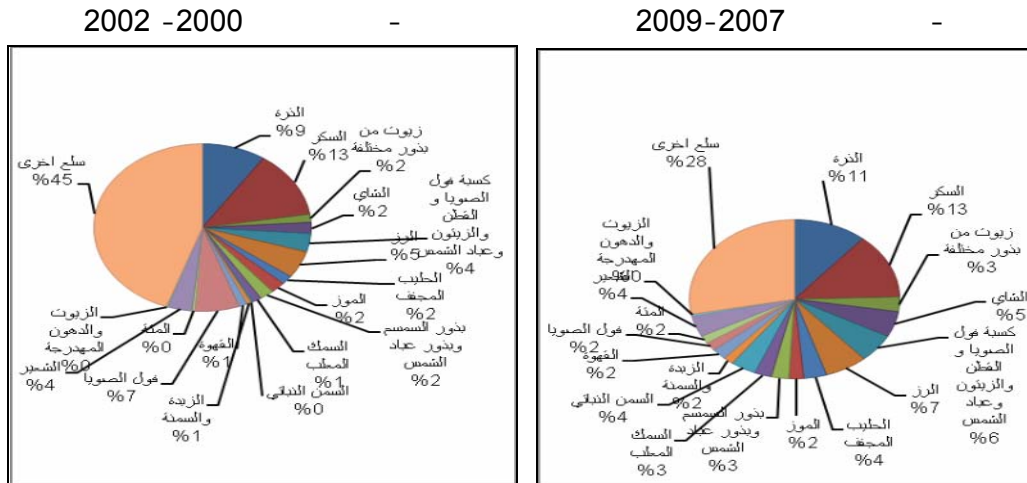 2002 -2000 -
الذرة
%9
السكر
%13
زيوت من
بذور مختلفة
%2
الشاي
%2
كسبة فول
الصويا و
القطن
والزيتون
وعباد الشمس
%4
الرز
%5
الحليب
المجفف
%2
الموز
%2
بذور السمسم
وبذور عباد
الشمس
%2
السمك
المعلب
%1
السمن النباتي
%0
الزبدة
والسمنة
%1
القهوة
%1
فول الصويا
%7
المتة
%0
الشعير
%4
الزيوت
والدهون
المهدرجة
%0
سلع اخرى
%45
2009-2007 -
الذرة
%11
السكر
%13
زيوت من
بذور مختلفة
%3
الشاي
%5
كسبة فول
الصويا و
القطن
والزيتون
وعباد
الشمس
%6
الرز
%7
الحليب
المجفف
%4
الموز
%2
بذور السمسم
وبذور عباد
الشمس
%3
السمك
المعلب
%3
السمن النباتي
%4
الزبدة
والسمنة
%2
القهوة
%2
فول الصويا
%2
المتة
%2
الشعير
%4
الزيوت
والدهون
المهدرجة
%0
سلع اخرى
%28